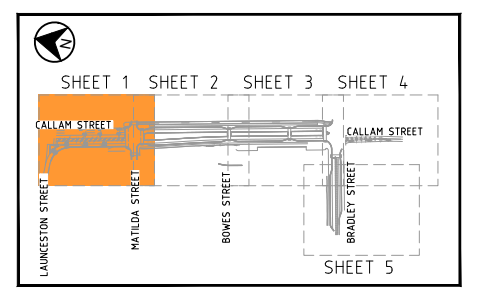 N
SHEET 1 SHEET 2 SHEET 3 SHEET 4
CALLAM STREET
CALLAM STREET
LAUNCESTON STREET
MATILDA STREET
BOWES STREET
BRADLEY STREET
SHEET 5